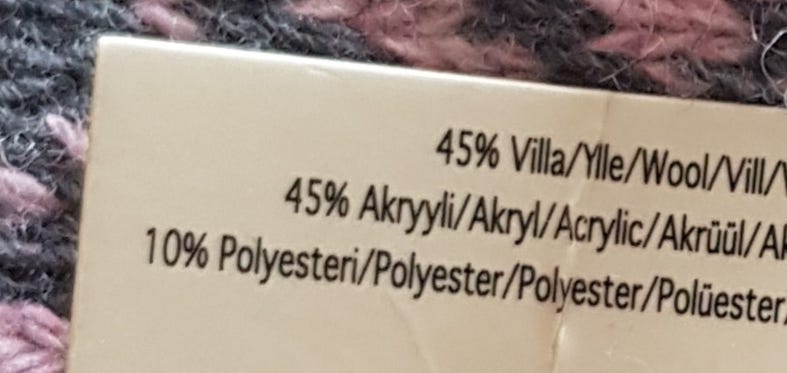 45% Villa/Ylle/Wool/Vill/
45% Akryyli/Akryl/Acrylic/Akrüül/
10% Polyesteri/Polyester/Polyester/Polüester/